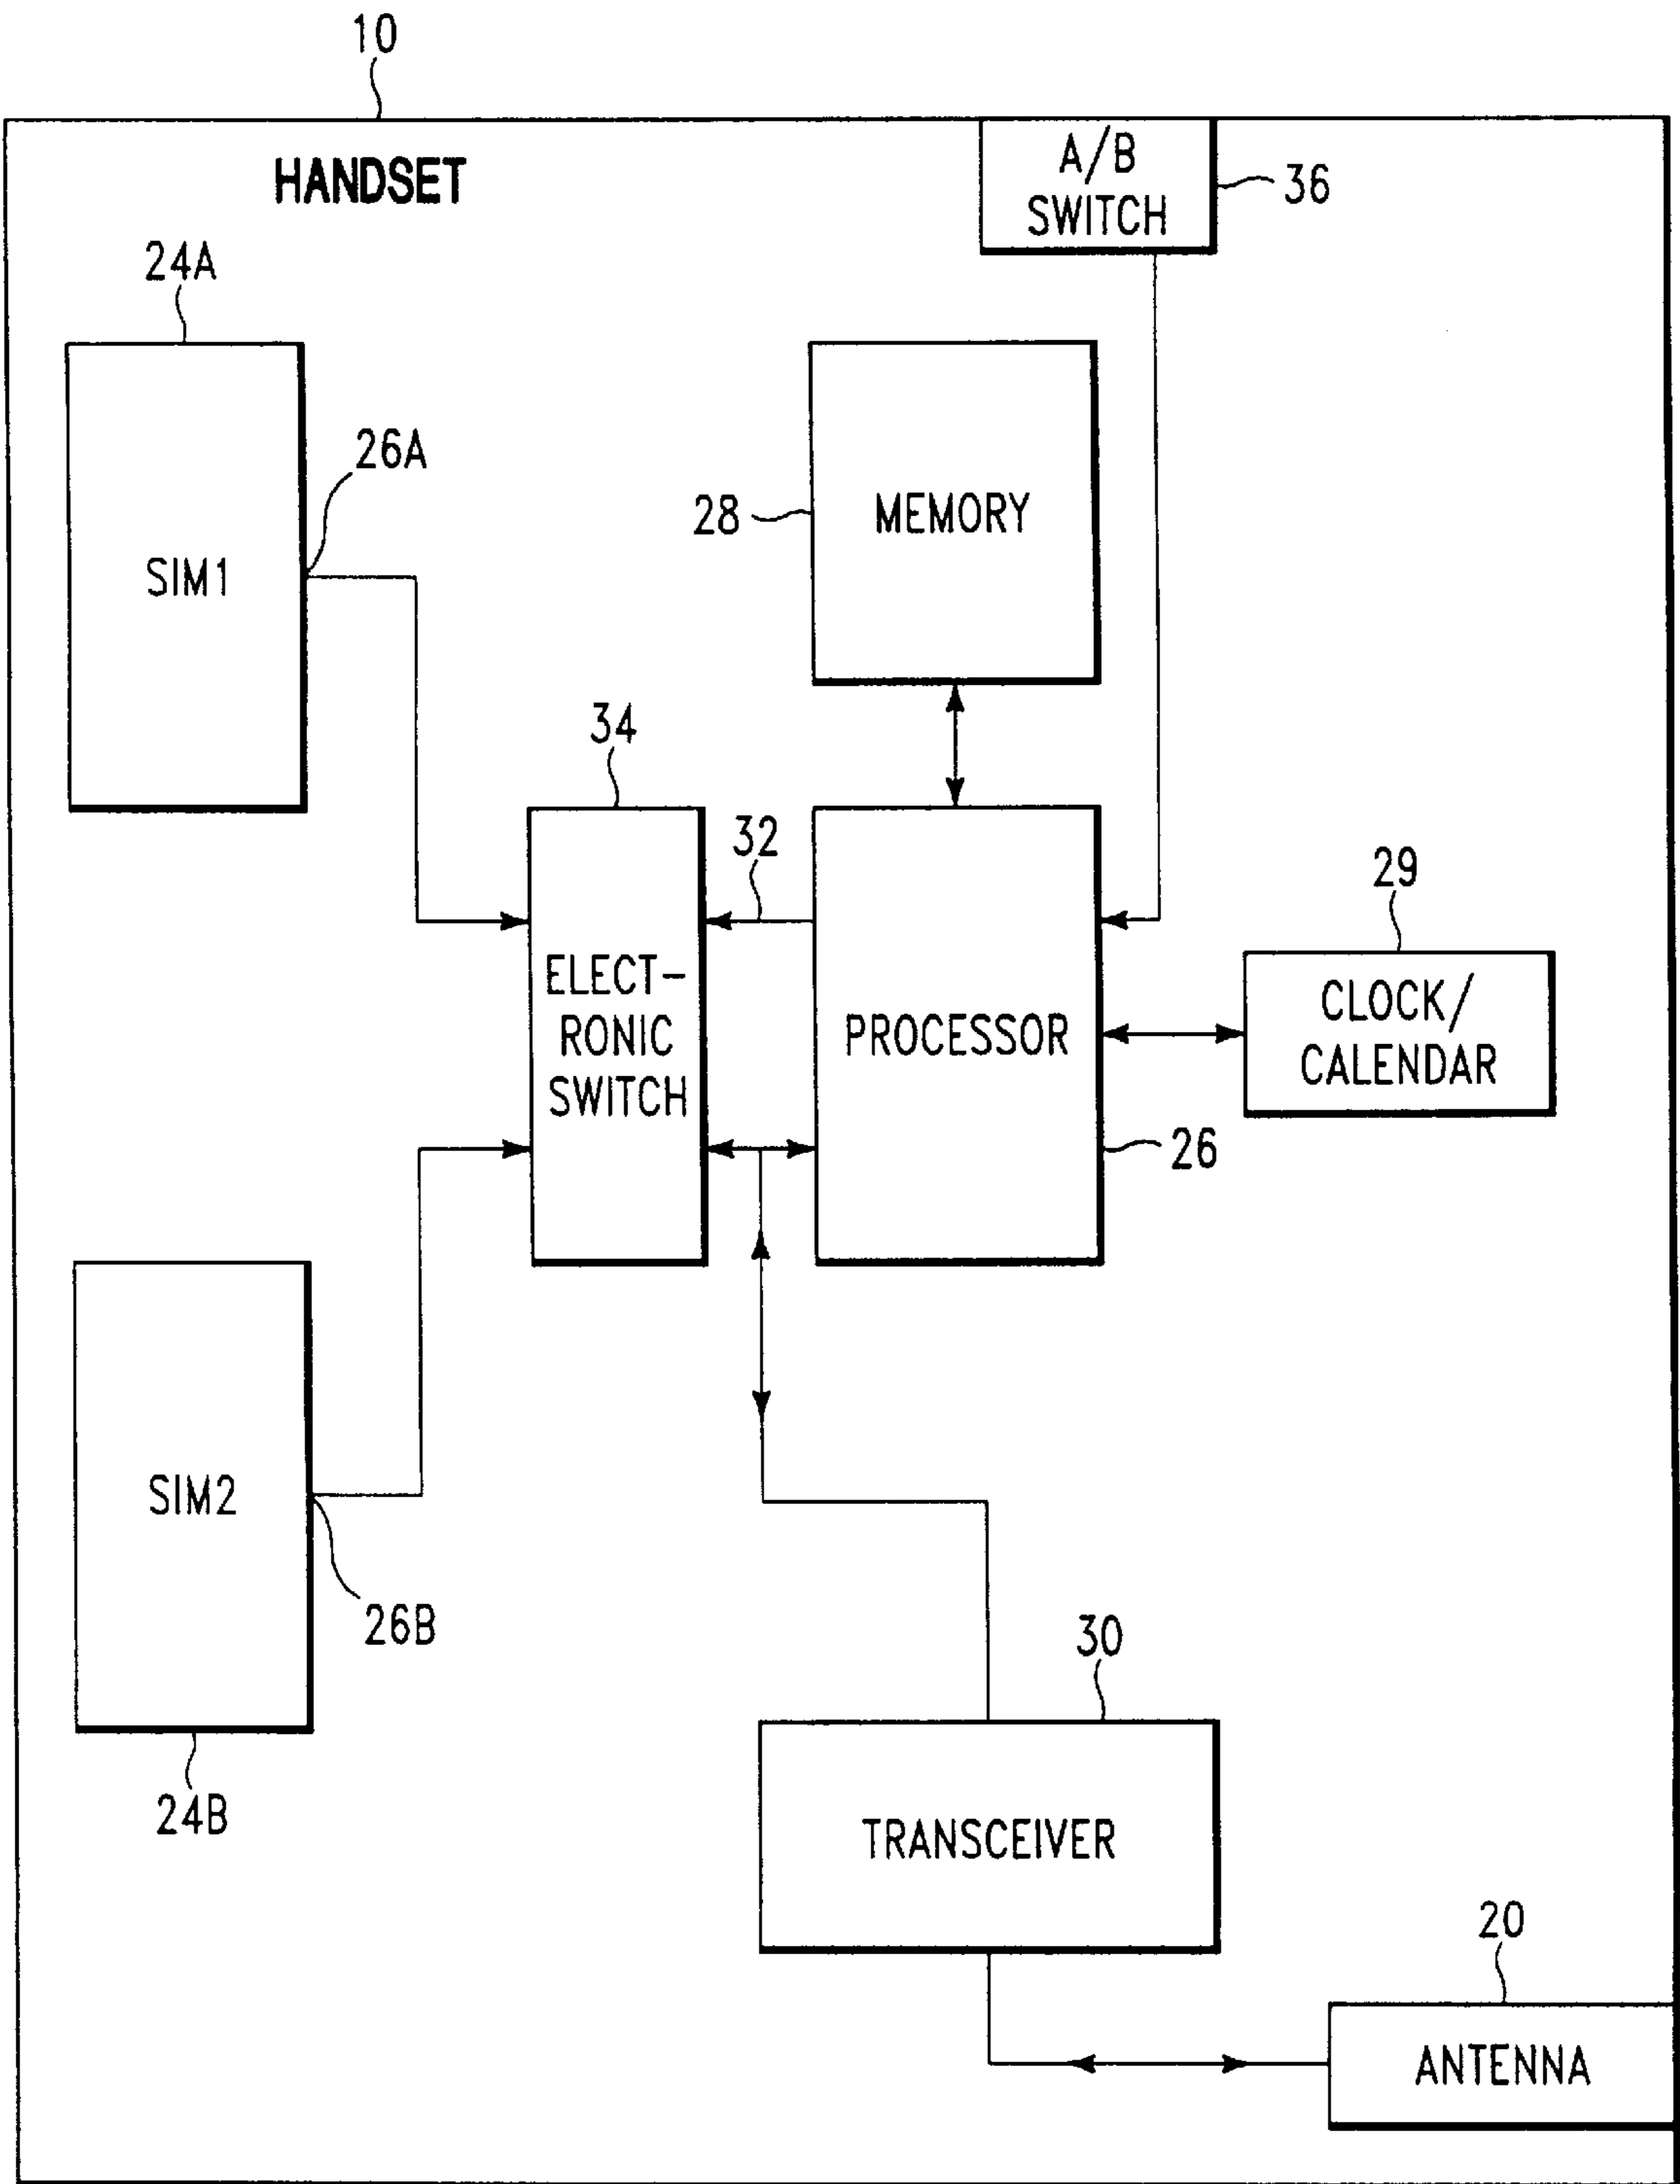 10
HANDSET
A/B
SWITCH
36
24A
SIM1
26A
28
MEMORY
34
32
ELECT-
RONIC
SWITCH
PROCESSOR
29
CLOCK/
CALENDAR
26
SIM2
26B
24B
30
TRANSCEIVER
20
ANTENNA